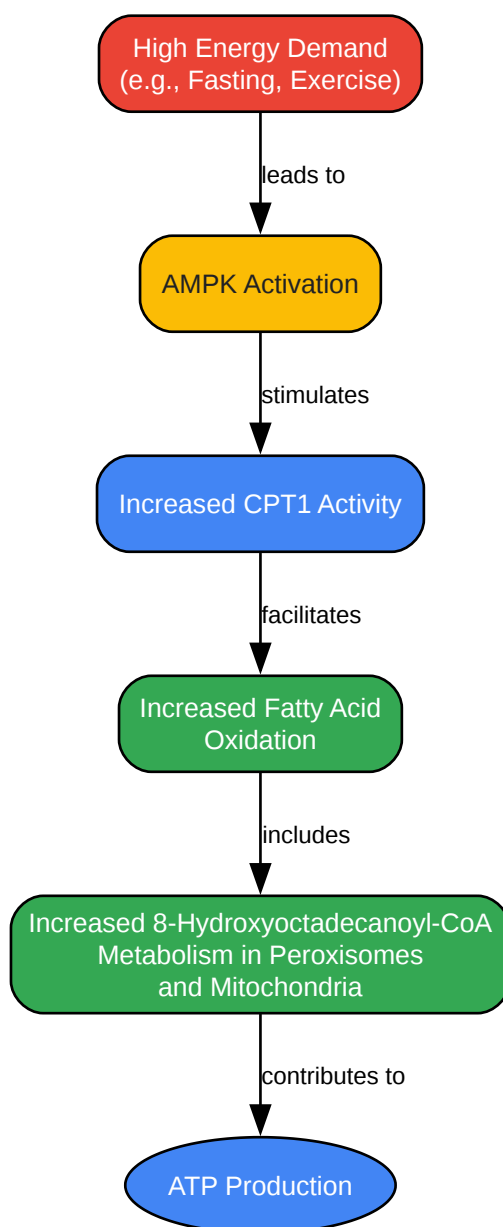 High Energy Demand
(e.g., Fasting, Exercise)
leads to
AMPK Activation
stimulates
Increased CPT1 Activity
facilitates
Increased Fatty Acid
Oxidation
includes
Increased 8-Hydroxyoctadecanoyl-CoA
Metabolism in Peroxisomes
and Mitochondria
contributes to
ATP Production